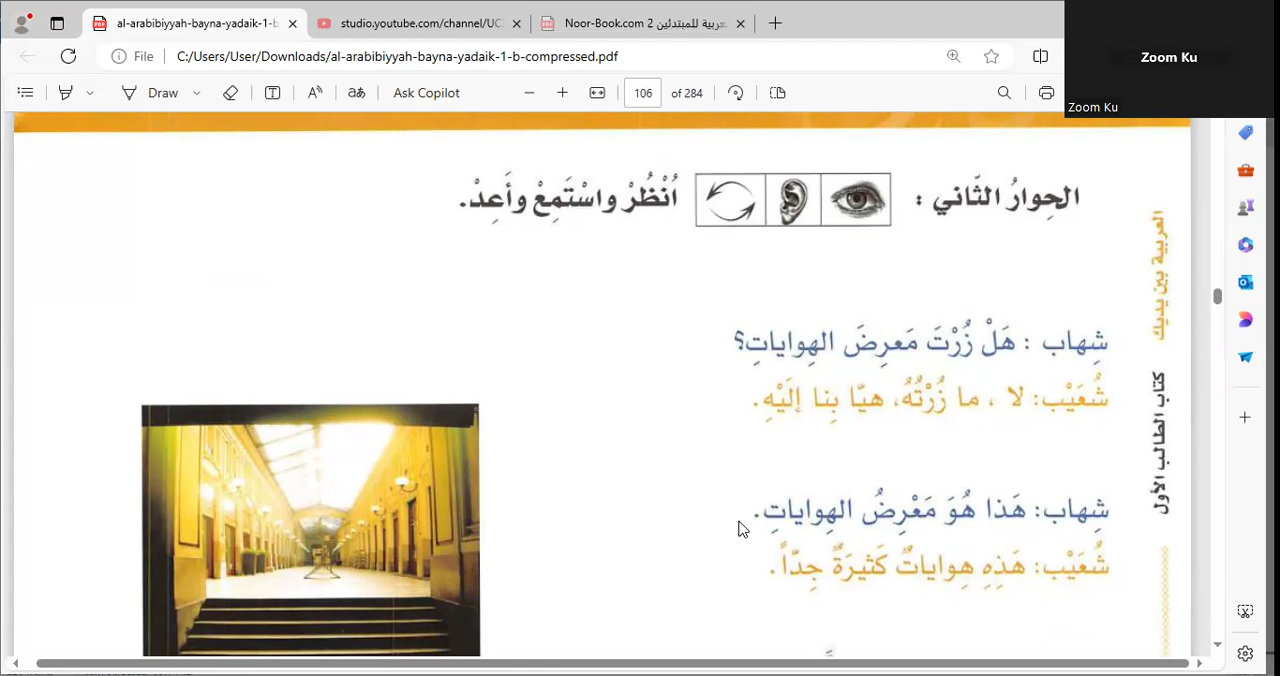 al-arabibiyyah-bayna-yadaik-1-b
studio.youtube.com/channel/UC
Noor-Book.com 2 العربية للمبتدئين
File
C:/Users/User/Downloads/al-arabibiyyah-bayna-yadaik-1-b-compressed.pdf
Draw
aあ
Ask Copilot
106 of 284
Zoom Ku
Zoom Ku
الحِوارُ الثّاني : اُنْظُرْ واسْتَمِعْ وأَعِدْ.
شِهاب : هَلْ زُرْتَ مَعرِضَ الهِواياتِ؟
شُعَيْب: لا ، ما زُرْتُهُ، هيّا بِنا إلَيْهِ.
شِهاب: هَذا هُوَ مَعْرِضُ الهِواياتِ.
شُعَيْب: هَذِهِ هِواياتٌ كَثيرَةٌ جِدّاً.
العربية بين يديك
كتاب الطالب الأول